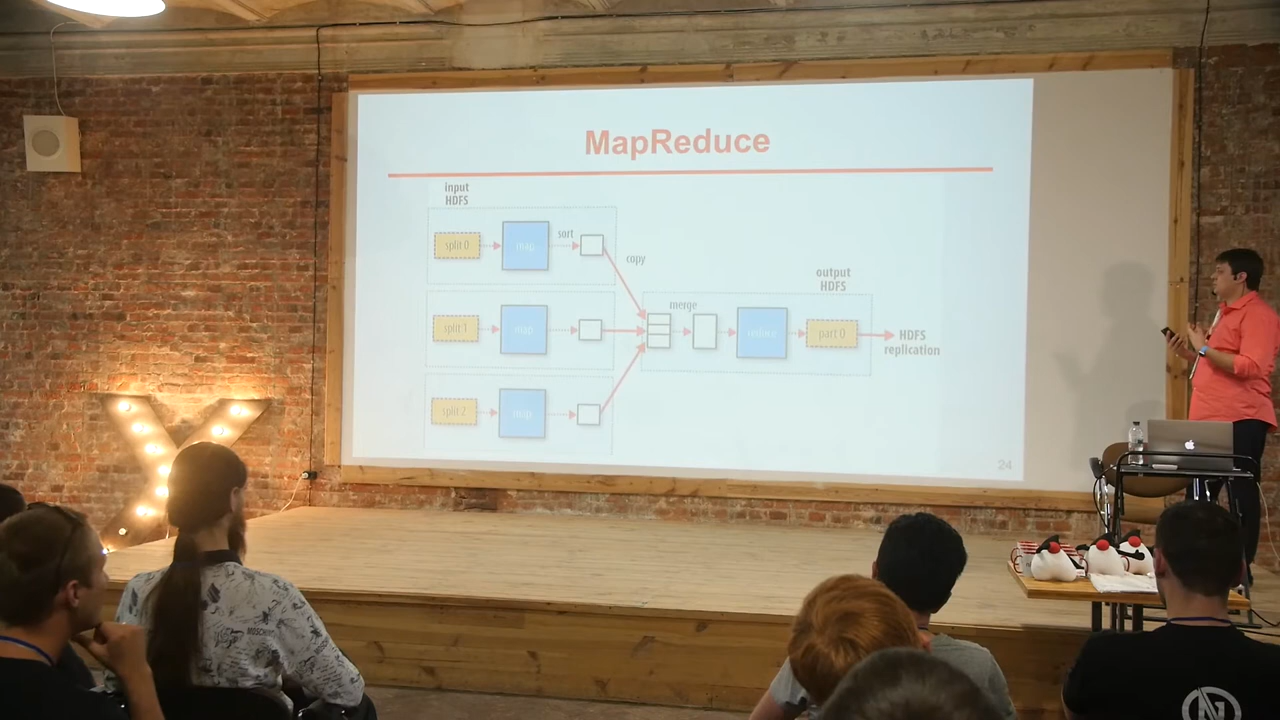 MapReduce
input
HDFS
split 0
map
sort
copy
split 1
map
merge
reduce
output
HDFS
part 0
HDFS
replication
split 2
map
24
MOSCHINO